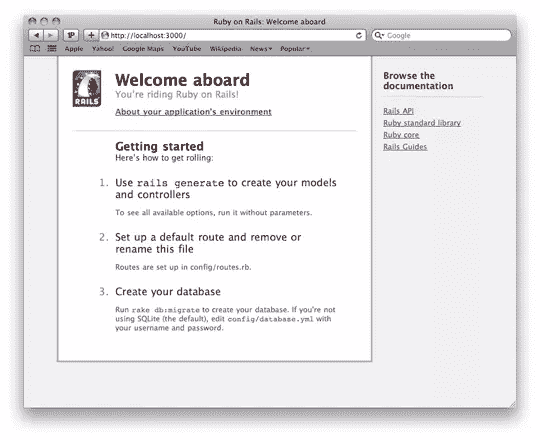 Ruby on Rails: Welcome aboard
http://localhost:3000/
Google
Apple Yahoo! Google Maps YouTube Wikipedia News Popular
RAILS
Welcome aboard
You're riding Ruby on Rails!
About your application's environment
Getting started
Here's how to get rolling:
1. Use rails generate to create your models
and controllers
To see all available options, run it without parameters.
2. Set up a default route and remove or
rename this file
Routes are set up in config/routes.rb.
3. Create your database
Run rake db:migrate to create your database. If you're not
using SQLite (the default), edit config/database.yml with
your username and password.
Browse the
documentation
Rails API
Ruby standard library
Ruby core
Rails Guides